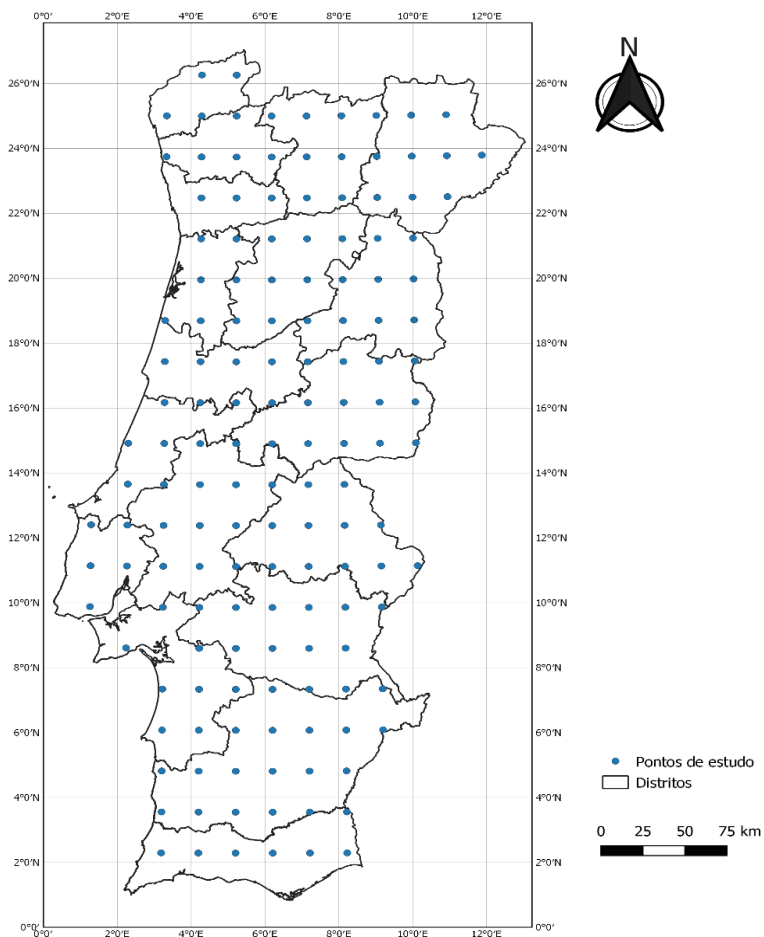 0°0′ 2°0′E 4°0′E 6°0′E 8°0′E 10°0′E 12°0′E
N
26°0′N 26°0′N
24°0′N 24°0′N
22°0′N 22°0′N
20°0′N 20°0′N
18°0′N 18°0′N
16°0′N 16°0′N
14°0′N 14°0′N
12°0′N 12°0′N
10°0′N 10°0′N
8°0′N 8°0′N
6°0′N 6°0′N
Pontos de estudo
Distritos
4°0′N 4°0′N
0 25 50 75 km
2°0′N 2°0′N
0°0′ 0°0′
0°0′ 2°0′E 4°0′E 6°0′E 8°0′E 10°0′E 12°0′E